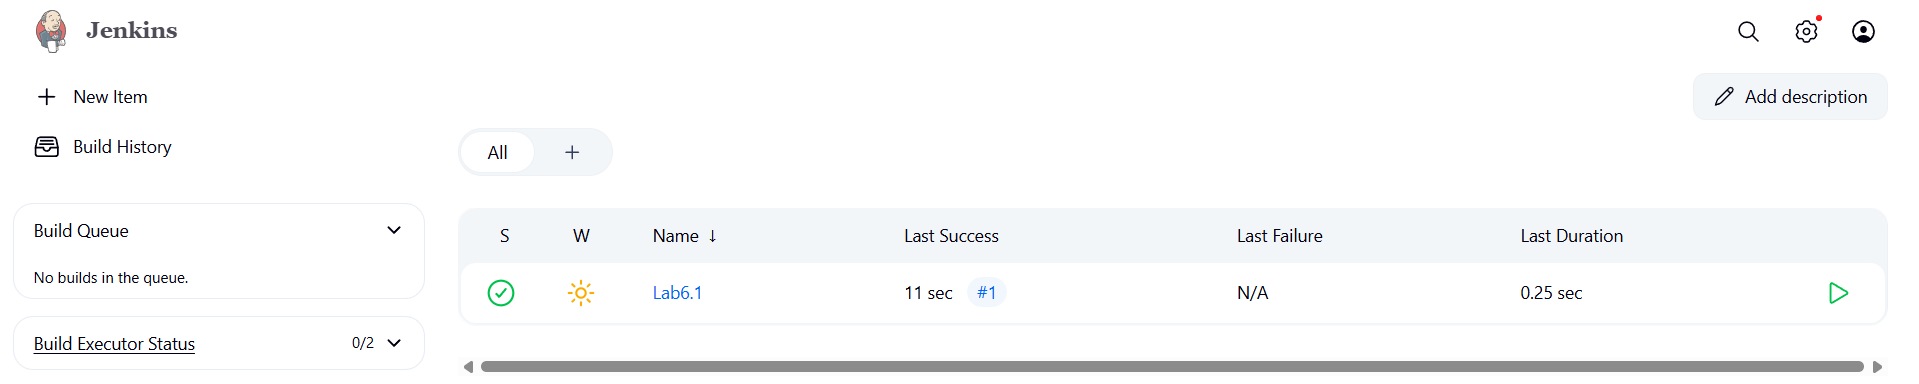 Jenkins
New Item
Build History
Add description
All
Build Queue
No builds in the queue.
Build Executor Status 0/2
S W Name ↓ Last Success Last Failure Last Duration
Lab6.1 11 sec #1 N/A 0.25 sec